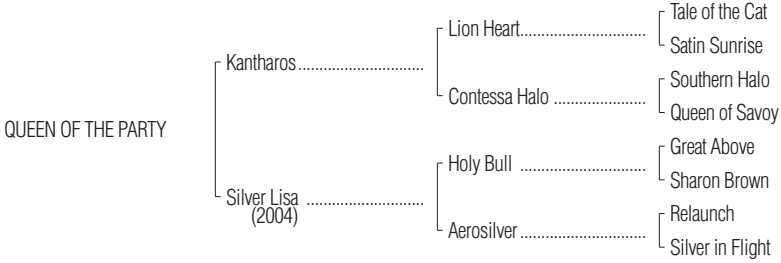 Tale of the Cat
Lion Heart..............................
Satin Sunrise
Kantharos..............................
Southern Halo
Contessa Halo ......................
Queen of Savoy
QUEEN OF THE PARTY
Great Above
Holy Bull ..............................
Sharon Brown
Silver Lisa ............................
(2004)
Relaunch
Aerosilver..............................
Silver in Flight